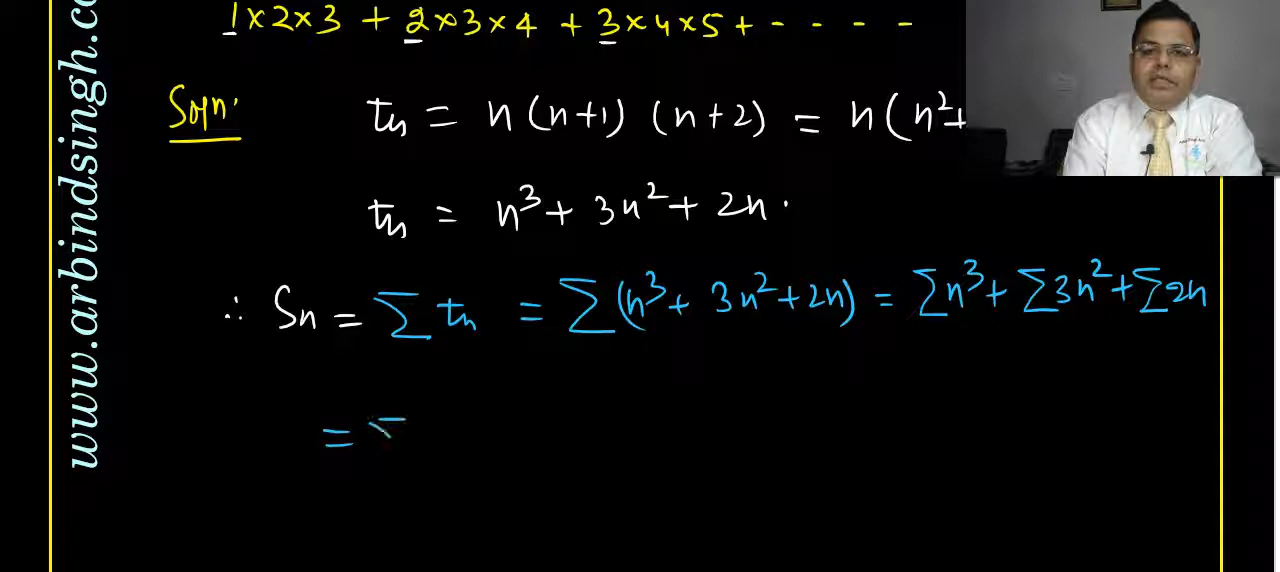 1×2×3 + 2×3×4 + 3×4×5 + - - - -
Soln.
tn = n(n+1) (n+2) = n(n²+
tn = n³ + 3n² + 2n.
∴ Sn = ∑ tn = ∑(n³ + 3n² + 2n) = ∑n³ + ∑3n² + ∑2n
=
www.arbindsingh.co